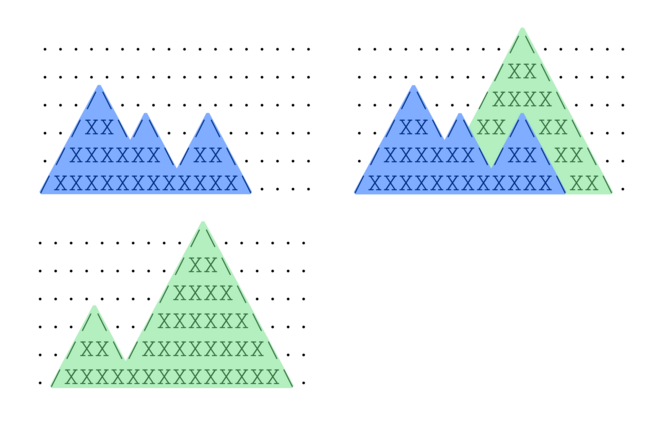 ..................
..................
.../\.............
../XX\/\../\......
./XXXXXX\/XX\.....
/XXXXXXXXXXXX\....
........../\......
........./XX\.....
.../\.../XXXX\....
../XX\/\XX/\XX\...
./XXXXXX\/XX\XX\..
/XXXXXXXXXXXX\XX\.
........../\......
........./XX\.....
......../XXXX\....
.../\../XXXXXX\...
../XX\/XXXXXXXX\..
./XXXXXXXXXXXXXX\.